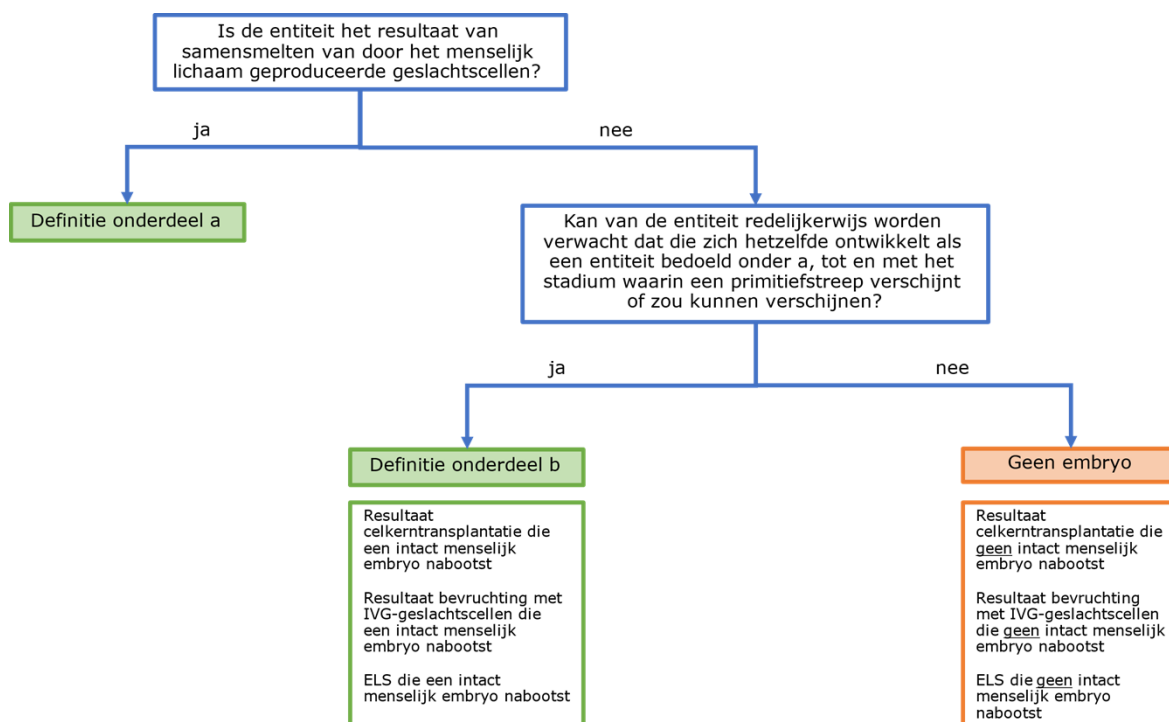 Is de entiteit het resultaat van
samensmelten van door het menselijk
lichaam geproduceerde geslachtscellen?
ja
nee
Definitie onderdeel a
Kan van de entiteit redelijkerwijs worden
verwacht dat die zich hetzelfde ontwikkelt als
een entiteit bedoeld onder a, tot en met het
stadium waarin een primitiefstreep verschijnt
of zou kunnen verschijnen?
ja
nee
Definitie onderdeel b
Resultaat
celkerntransplantatie die
een intact menselijk
embryo nabootst
Resultaat bevruchting met
IVG-geslachtscellen die
een intact menselijk
embryo nabootst
ELS die een intact
menselijk embryo nabootst
Geen embryo
Resultaat
celkerntransplantatie die
geen intact menselijk
embryo nabootst
Resultaat bevruchting
met IVG-geslachtscellen
die geen intact menselijk
embryo nabootst
ELS die geen intact
menselijk embryo
nabootst